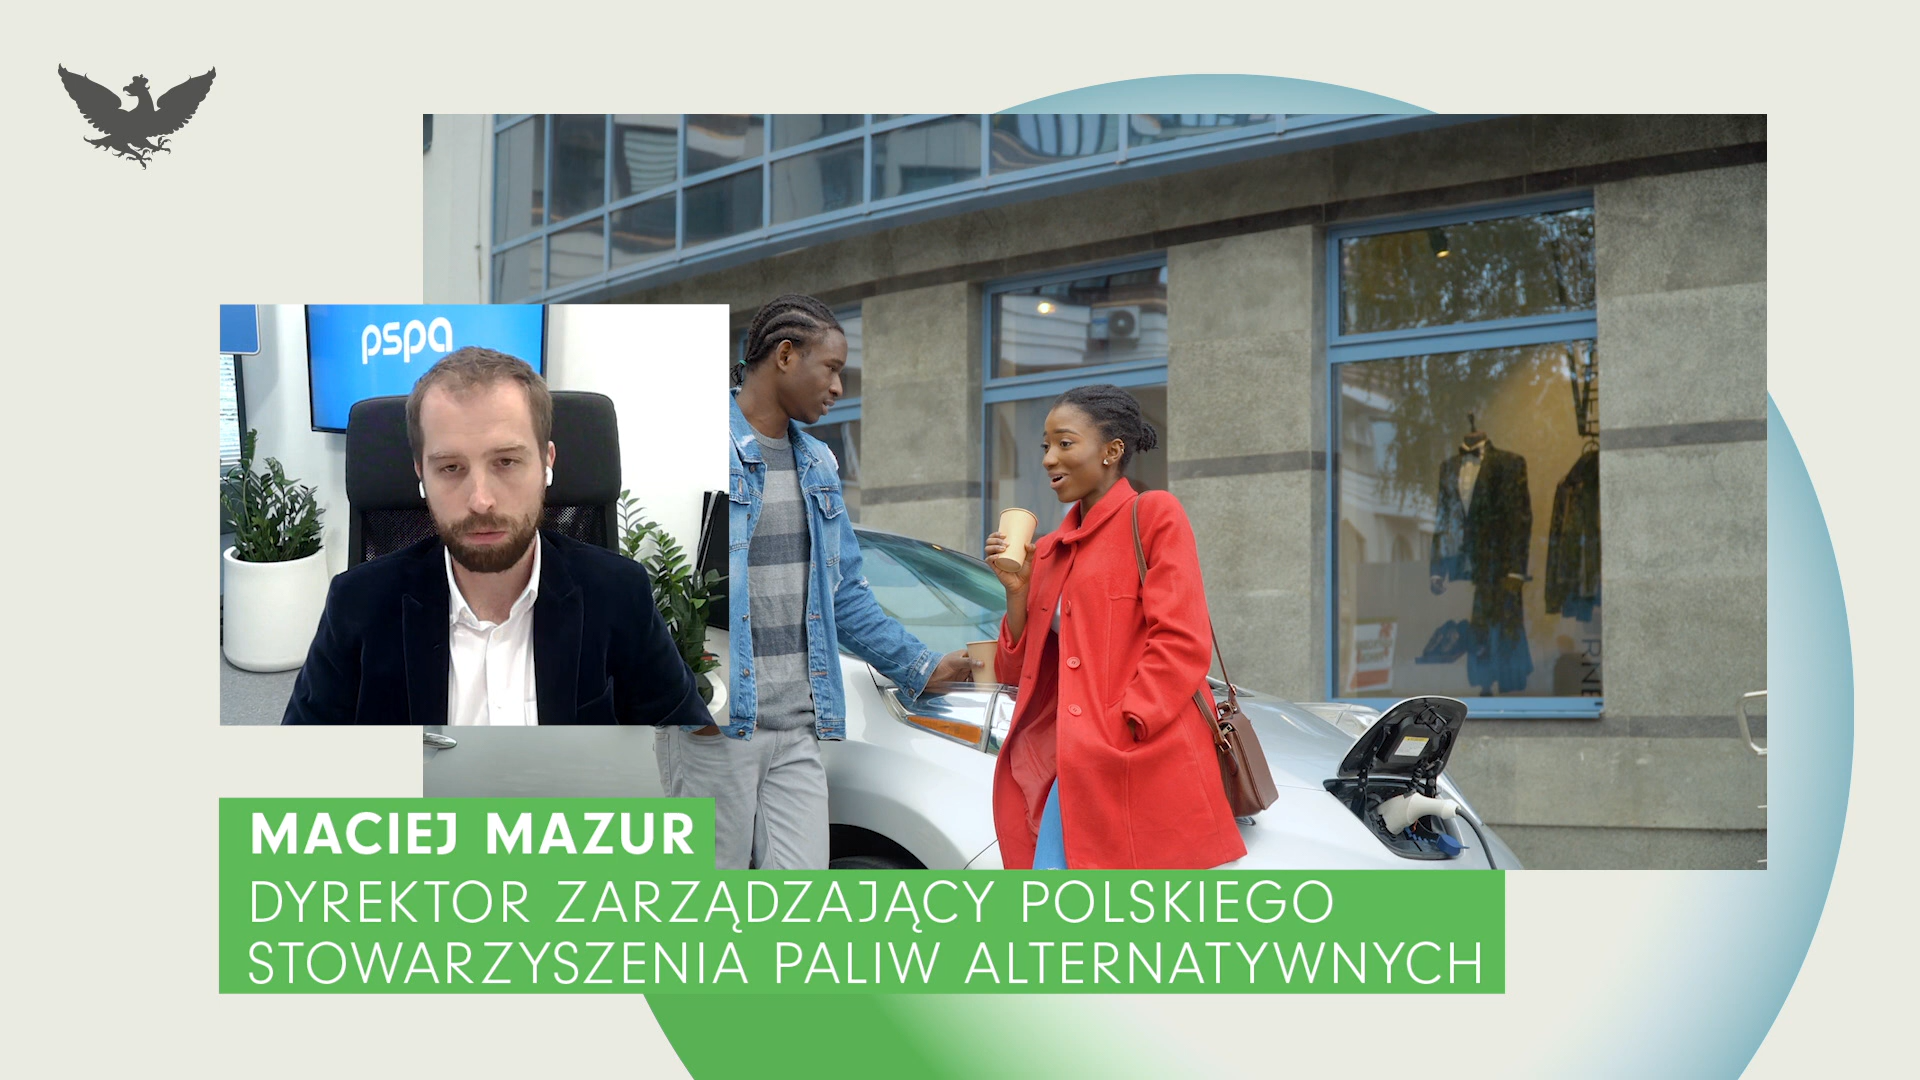 pspa
MACIEJ MAZUR
DYREKTOR ZARZĄDZAJĄCY POLSKIEGO
STOWARZYSZENIA PALIW ALTERNATYWNYCH